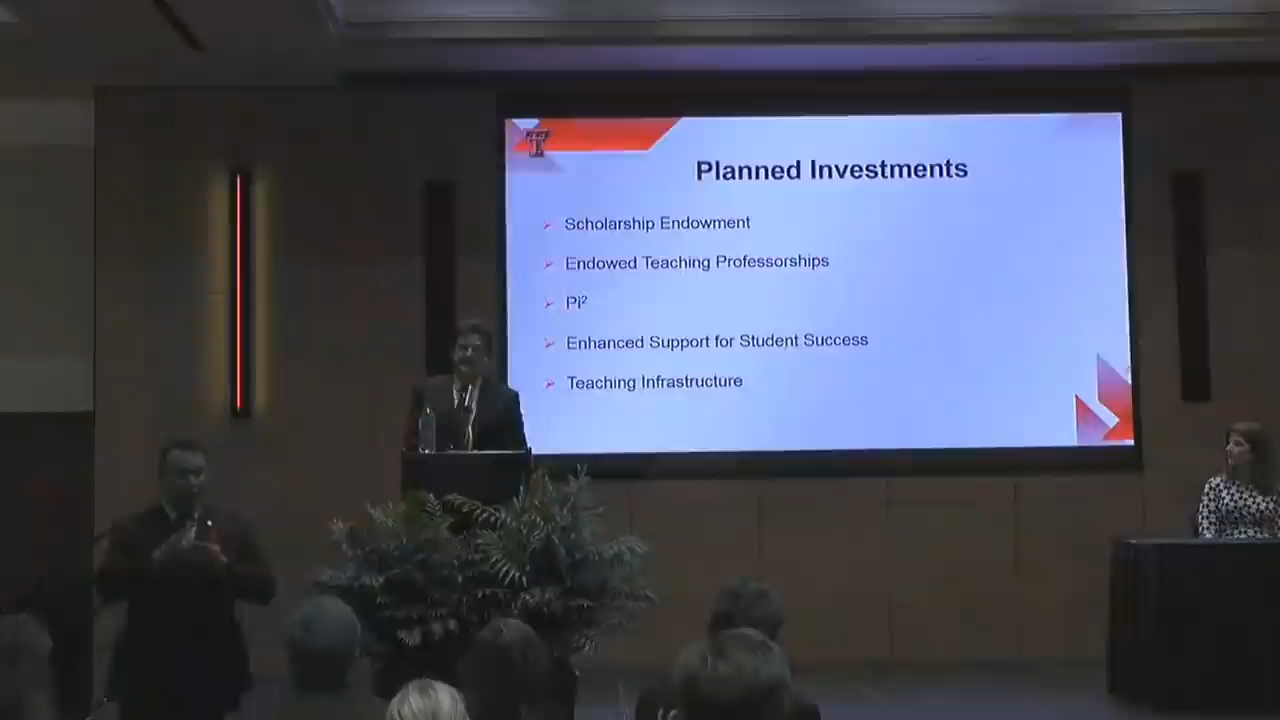 Planned Investments
Scholarship Endowment
Endowed Teaching Professorships
Pi²
Enhanced Support for Student Success
Teaching Infrastructure